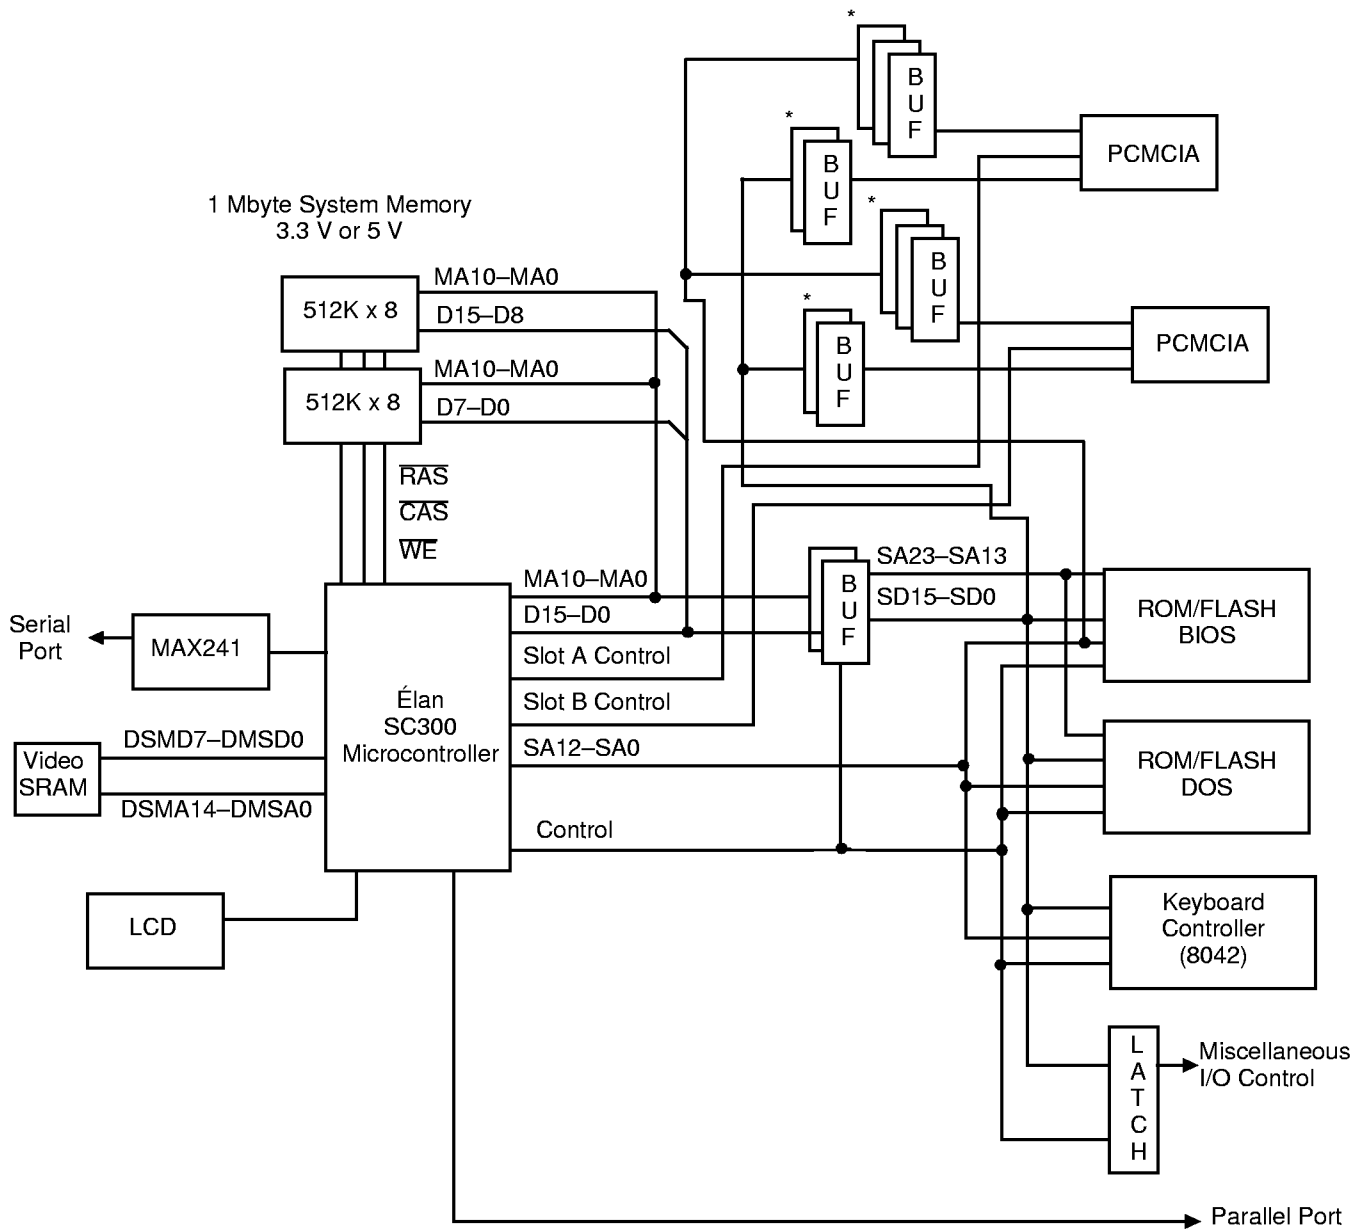 *
B
U
F
*
B
U
F
PCMCIA
1 Mbyte System Memory
3.3 V or 5 V
*
B
U
F
*
B
U
F
PCMCIA
512K x 8
MA10–MA0
D15–D8
512K x 8
MA10–MA0
D7–D0
RAS
CAS
WE
MA10–MA0
D15–D0
Slot A Control
Slot B Control
SA12–SA0
Control
B
U
F
SA23–SA13
SD15–SD0
ROM/FLASH
BIOS
Serial
Port
MAX241
Élan
SC300
Microcontroller
DSMD7–DMSD0
Video
SRAM
DSMA14–DMSA0
ROM/FLASH
DOS
LCD
Keyboard
Controller
(8042)
L
A
T
C
H
Miscellaneous
I/O Control
Parallel Port